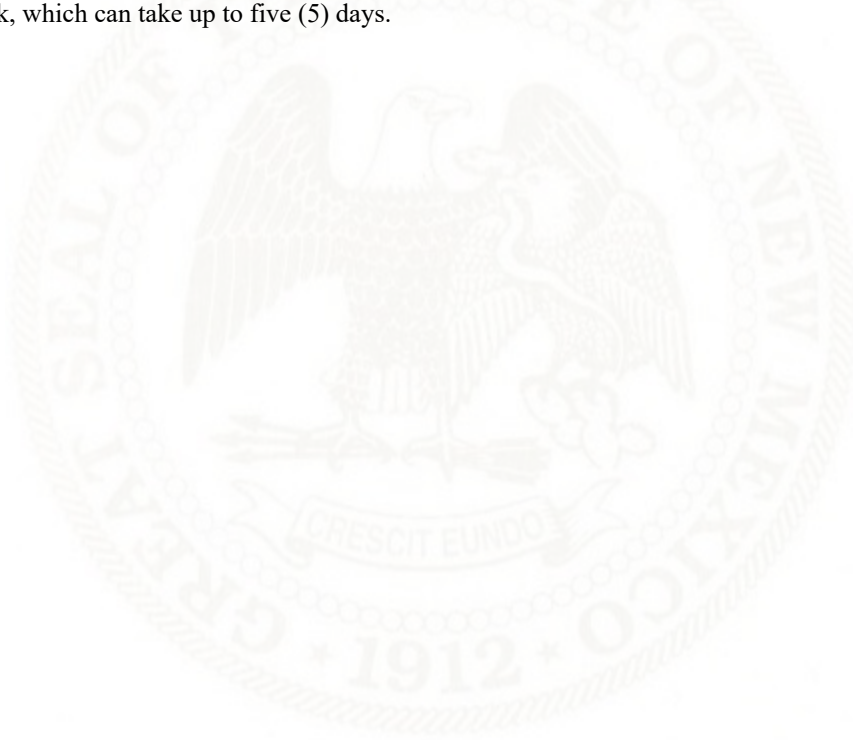 k, which can take up to five (5) days.
GREAT SEAL OF THE STATE OF NEW MEXICO
CRESCIT EUNDO
1912